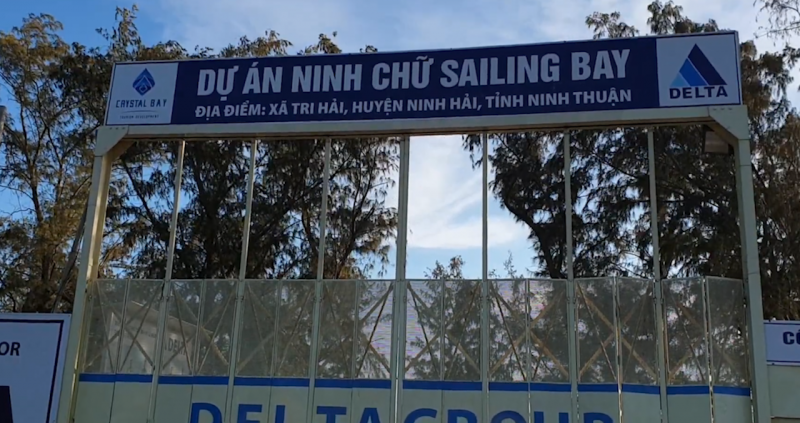 CRYSTAL BAY
DỰ ÁN NINH CHỮ SAILING BAY
ĐỊA ĐIỂM: XÃ TRI HẢI, HUYỆN NINH HẢI, TỈNH NINH THUẬN
DELTA
OR
DELTAGROUP